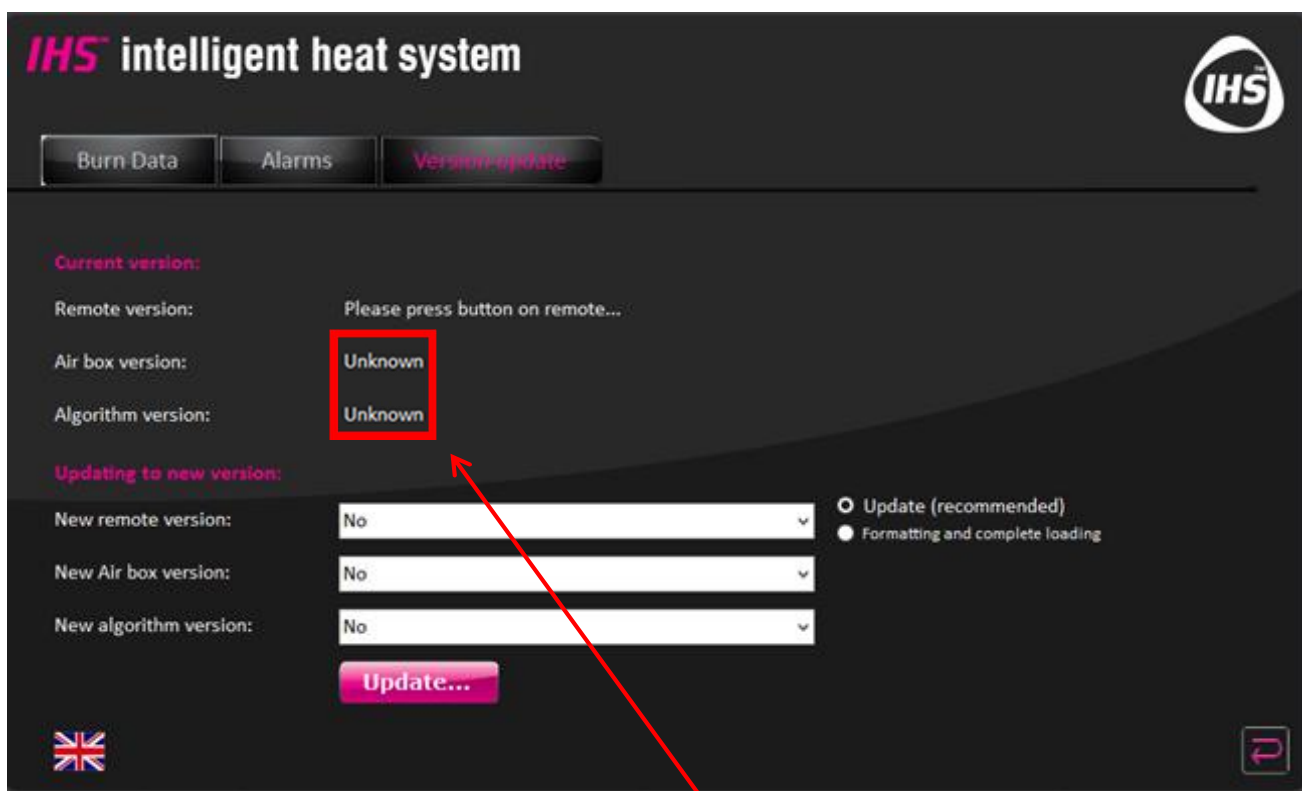 IHS™ intelligent heat system
IHS™
Burn Data Alarms Version update
Current version:
Remote version: Please press button on remote...
Air box version: Unknown
Algorithm version: Unknown
Updating to new version:
New remote version: No Update (recommended)
Formatting and complete loading
New Air box version: No
New algorithm version: No
Update...